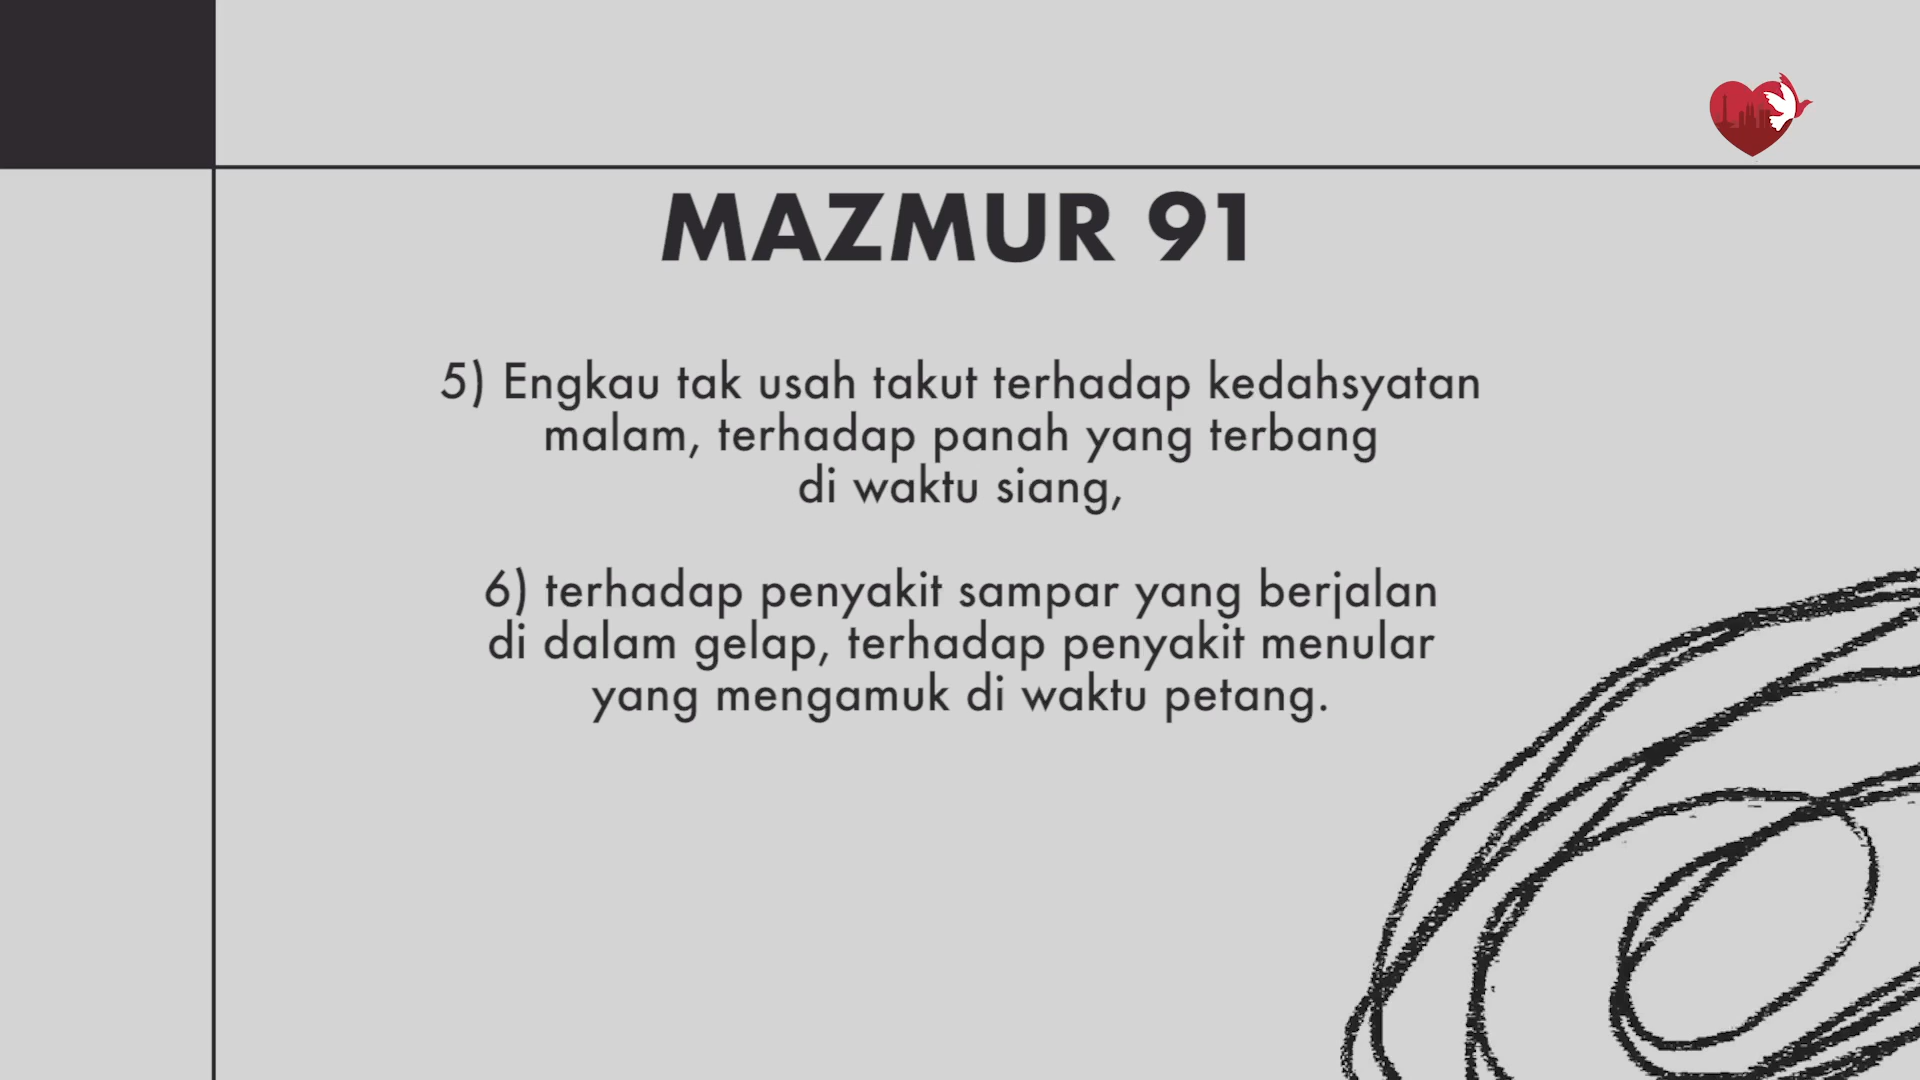 MAZMUR 91
5) Engkau tak usah takut terhadap kedahsyatan
malam, terhadap panah yang terbang
di waktu siang,
6) terhadap penyakit sampar yang berjalan
di dalam gelap, terhadap penyakit menular
yang mengamuk di waktu petang.